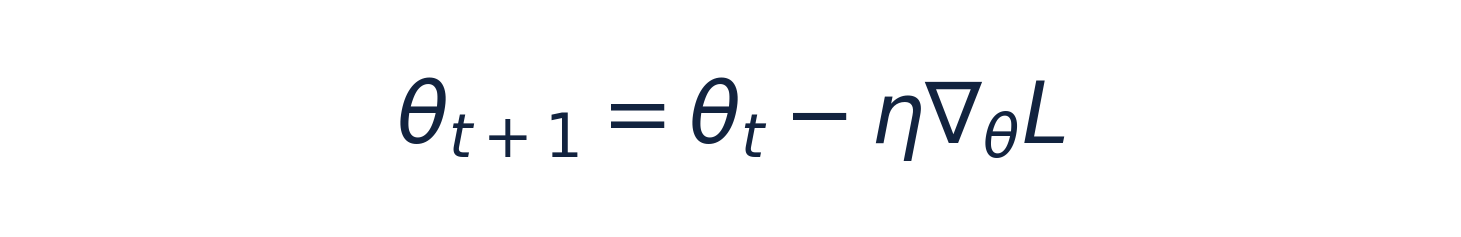 θ_{t+1} = θ_t − η∇_θL